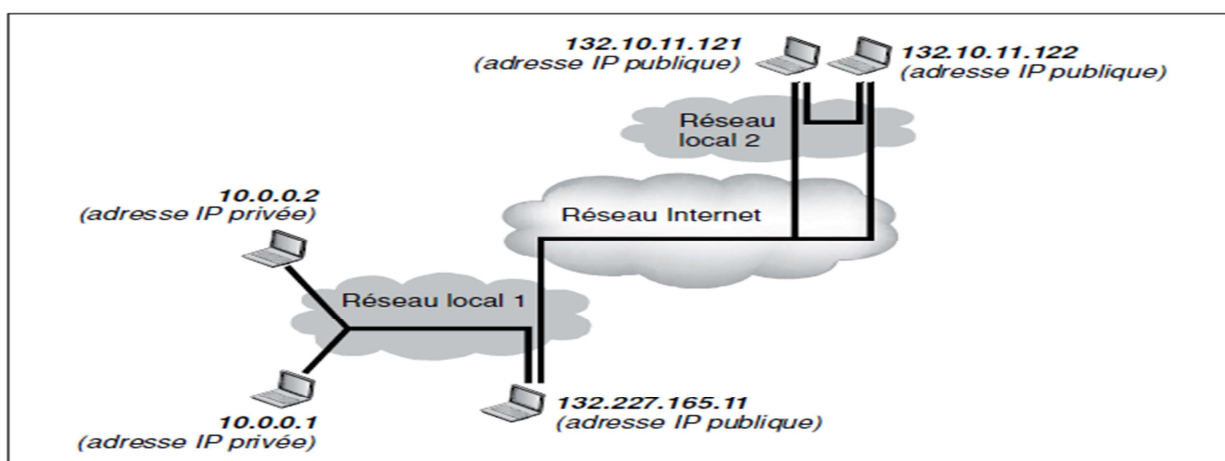 132.10.11.121
(adresse IP publique)
132.10.11.122
(adresse IP publique)
Réseau
local 2
10.0.0.2
(adresse IP privée)
Réseau Internet
Réseau local 1
10.0.0.1
(adresse IP privée)
132.227.165.11
(adresse IP publique)